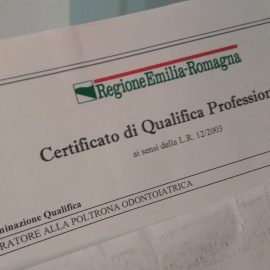 RegioneEmilia-Romagna
Certificato di Qualifica Profession
ai sensi della L.R. 12/2003
minazione Qualifica
RATORE ALLA POLTRONA ODONTOIATRICA